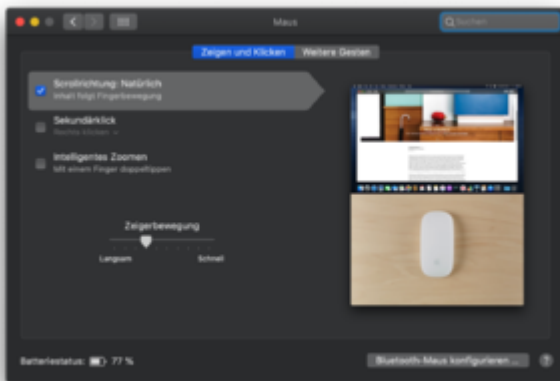 Maus
Suchen
Zeigen und Klicken
Weitere Gesten
Scrollrichtung: Natürlich
Inhalt folgt Fingerbewegung
Sekundärklick
Rechts klicken
Intelligentes Zoomen
Mit einem Finger doppeltippen
Zeigerbewegung
Langsam
Schnell
Batteriestatus: 77 %
Bluetooth-Maus konfigurieren ...
?